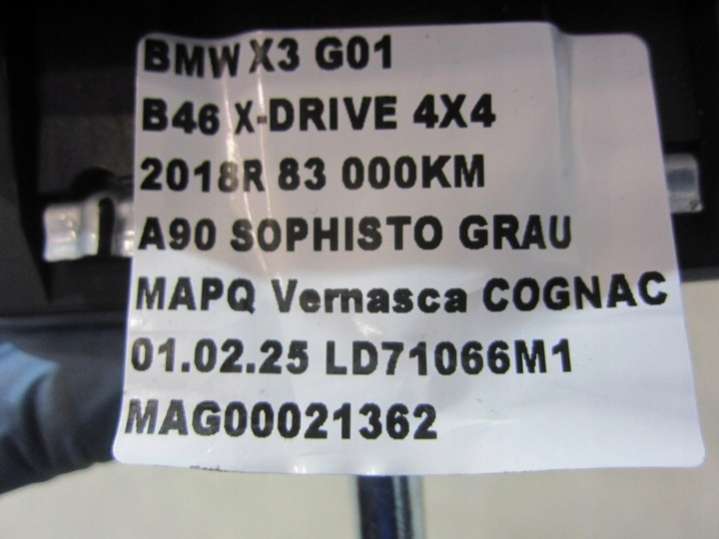 BMW X3 G01
B46 X-DRIVE 4X4
2018R 83 000KM
A90 SOPHISTO GRAU
MAPQ Vernasca COGNAC
01.02.25 LD71066M1
MAG00021362